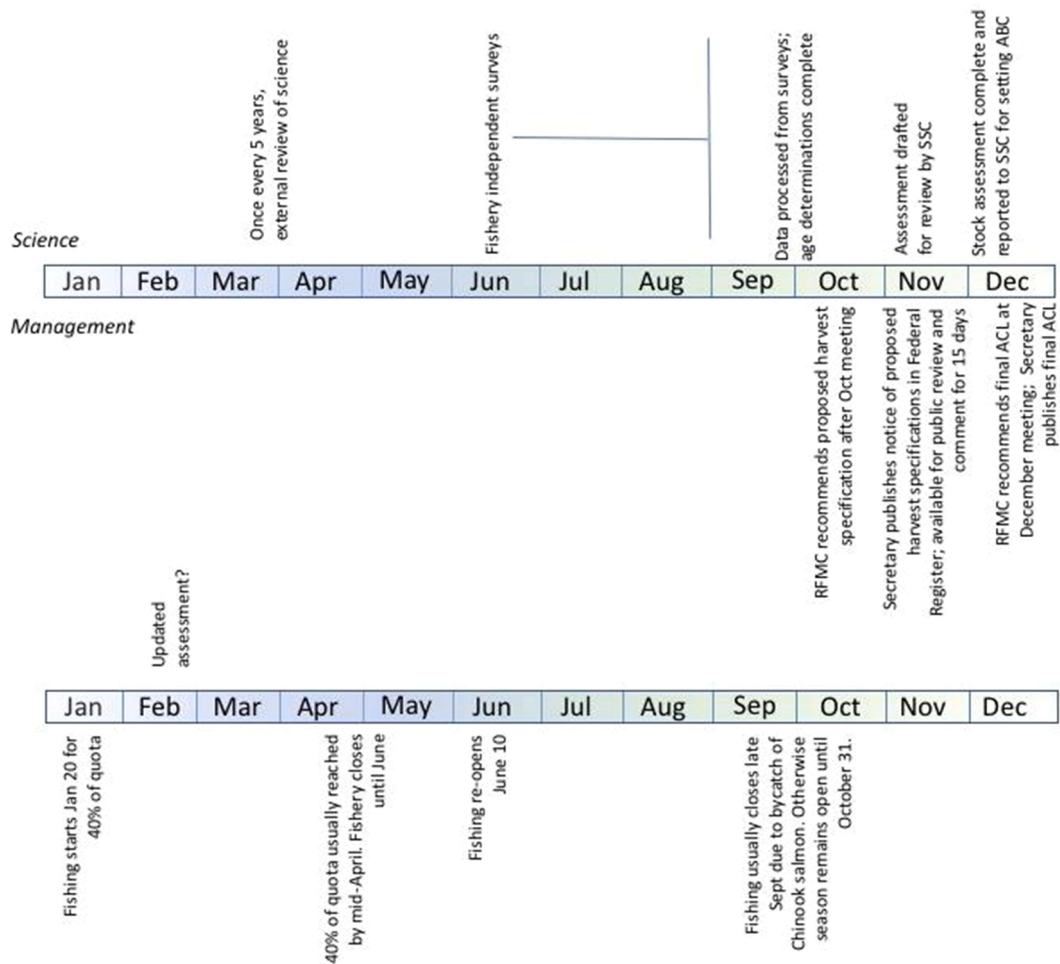 Once every 5 years,
external review of science
Fishery independent surveys
Data processed from surveys;
age determinations complete
Assessment drafted
for review by SSC
Stock assessment complete and
reported to SSC for setting ABC
Science
Jan Feb Mar Apr May Jun Jul Aug Sep Oct Nov Dec
Management
RFMC recommends proposed harvest
specification after Oct meeting
Secretary publishes notice of proposed
harvest specifications in Federal
Register; available for public review and
comment for 15 days
RFMC recommends final ACL at
December meeting; Secretary
publishes final ACL
Updated
assessment?
Jan Feb Mar Apr May Jun Jul Aug Sep Oct Nov Dec
Fishing starts Jan 20 for
40% of quota
40% of quota usually reached
by mid-April. Fishery closes
until June
Fishing re-opens
June 10
Fishing usually closes late
Sept due to bycatch of
Chinook salmon. Otherwise
season remains open until
October 31.